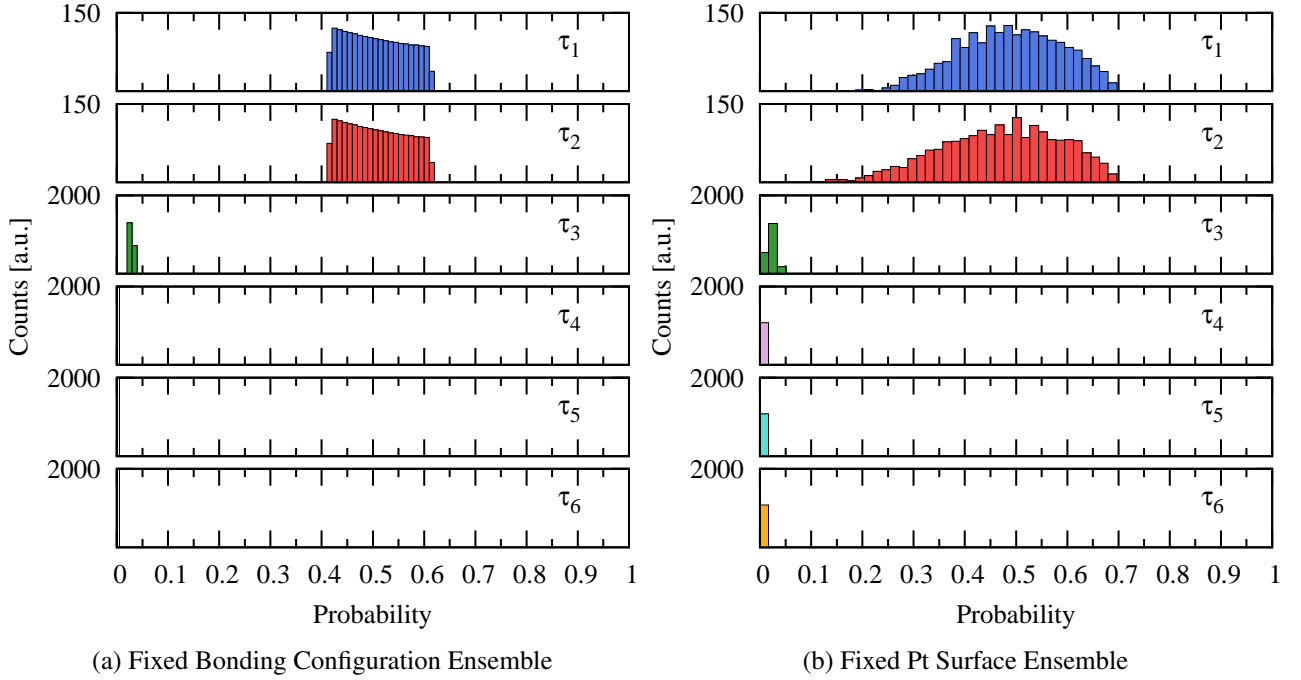 150
τ1
150
τ2
2000
τ3
2000
τ4
2000
τ5
2000
τ6
0 0.1 0.2 0.3 0.4 0.5 0.6 0.7 0.8 0.9 1
Probability
Counts [a.u.]
(a) Fixed Bonding Configuration Ensemble
150
τ1
150
τ2
2000
τ3
2000
τ4
2000
τ5
2000
τ6
0 0.1 0.2 0.3 0.4 0.5 0.6 0.7 0.8 0.9 1
Probability
Counts [a.u.]
(b) Fixed Pt Surface Ensemble